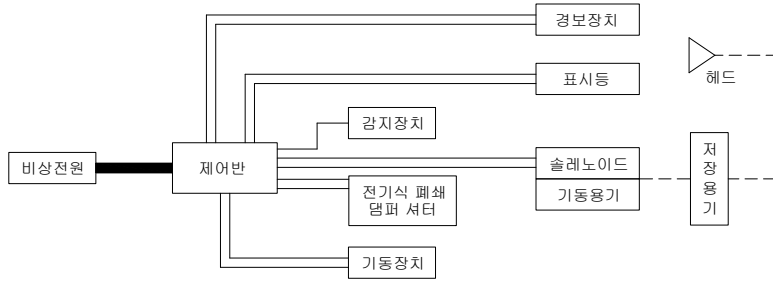 경보장치
헤드
표시등
감지장치
비상전원
제어반
솔레노이드
기동용기
저
장
용
기
전기식 폐쇄
댐퍼 셔터
기동장치